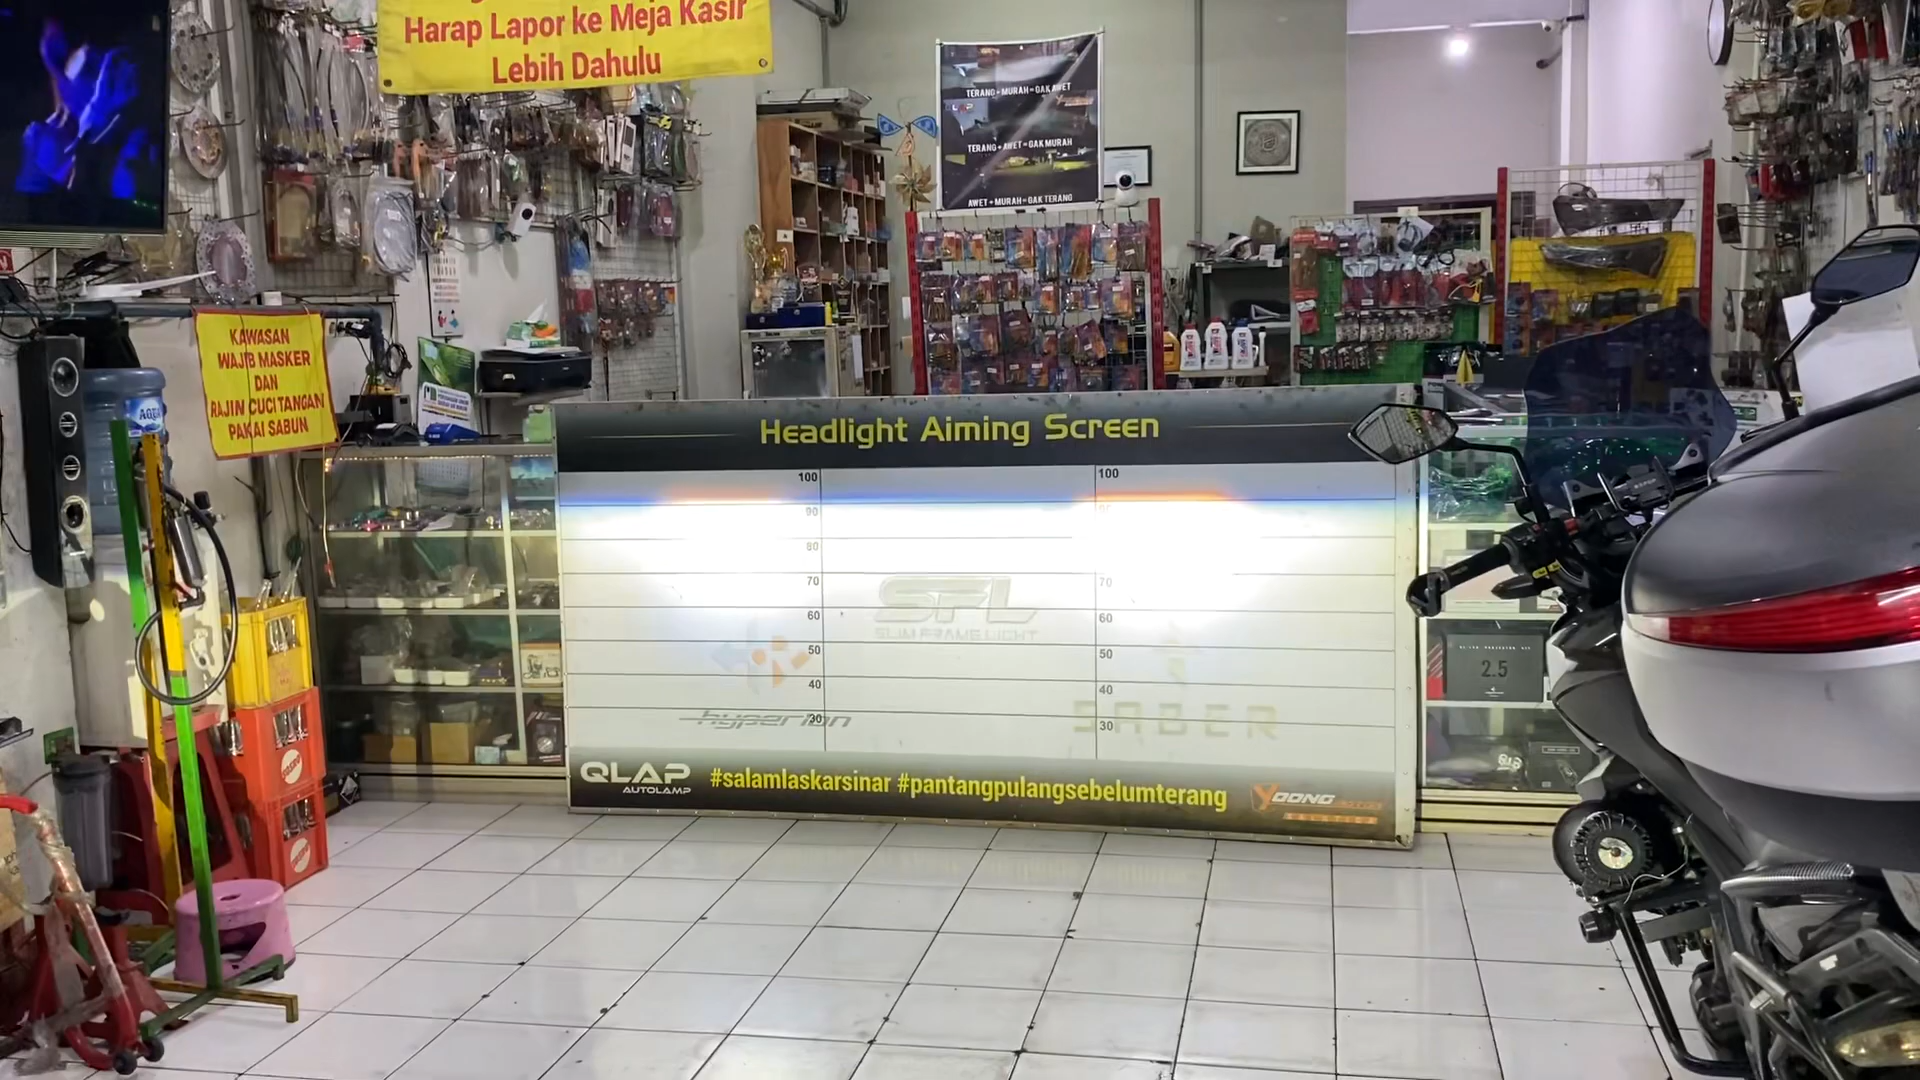 Harap Lapor ke Meja Kasir
Lebih Dahulu
TERANG + MURAH = GAK AWET
TERANG + AWET = GAK MURAH
AWET + MURAH = GAK TERANG
KAWASAN
WAJIB MASKER
DAN
RAJIN CUCI TANGAN
PAKAI SABUN
AQUA
Headlight Aiming Screen
100
100
90
80
70
70
60
60
50
50
40
40
30
30
SFL
SLIM FRAME LIGHT
hyperion
SABER
2.5
QLAP
AUTOLAMP
#salamlaskarsinar #pantangpulangsebelumterang
YOONG